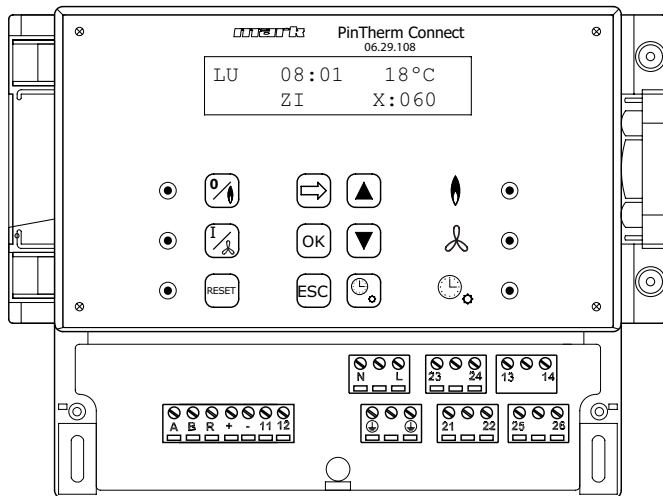 mark PinTherm Connect
06.29.108
LU 08:01 18°C
ZI X:060
0/
I/
OK
RESET ESC
N L 23 24 13 14
A B R + - 11 12 21 22 25 26